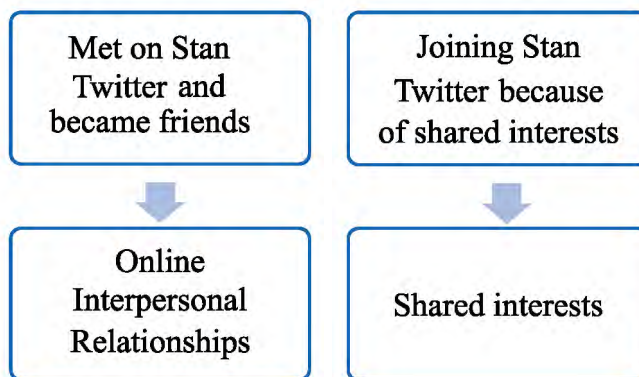 Met on Stan
Twitter and
became friends
Joining Stan
Twitter because
of shared interests
Online
Interpersonal
Relationships
Shared interests